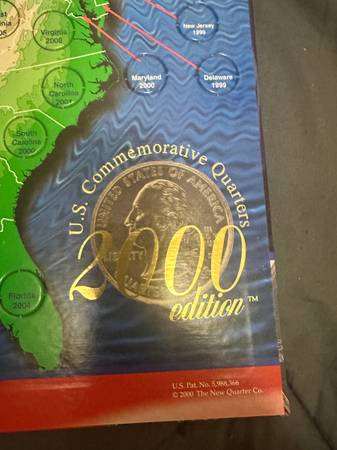 New Jersey
1999
Virginia
2000
Maryland
2000
Delaware
1999
North
Carolina
2001
South
Carolina
2000
U.S. Commemorative Quarters
UNITED STATES OF AMERICA
LIBERTY
2000
edition™
Florida
2004
U.S. Pat. No. 5,988,366
© 2000 The New Quarter Co.